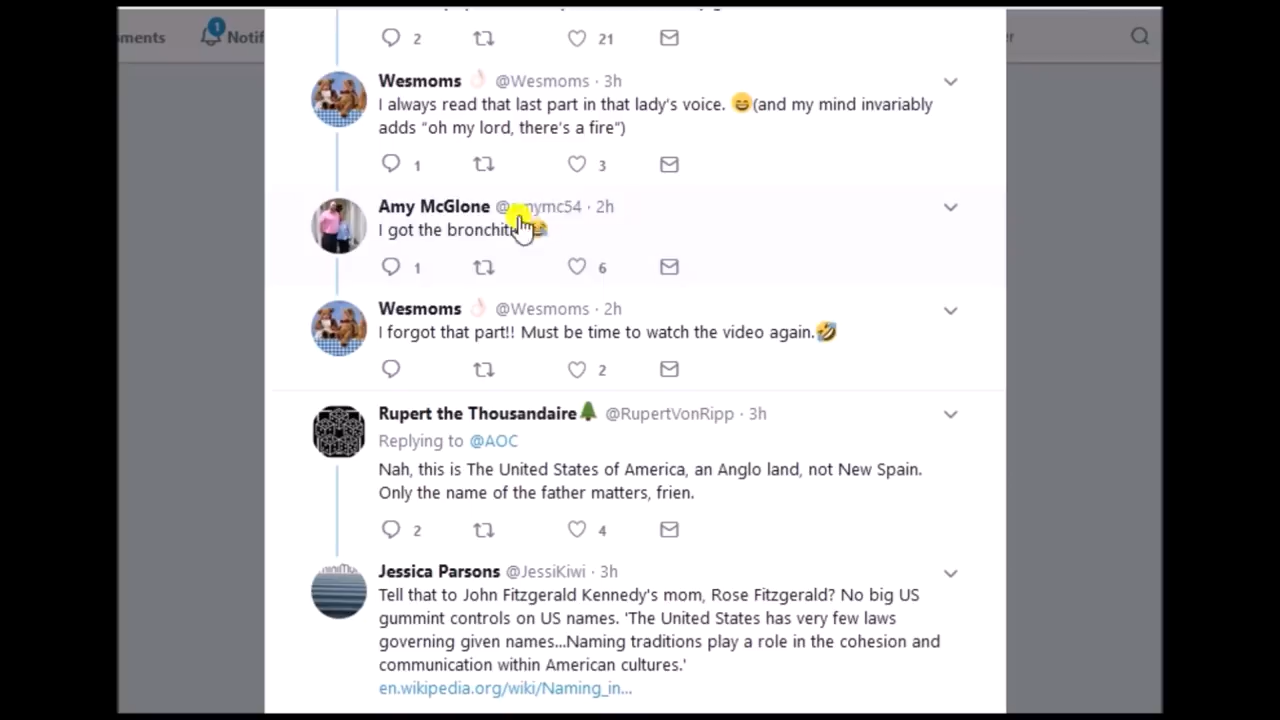 Notif
1
2 21
Wesmoms @Wesmoms · 3h
I always read that last part in that lady's voice. 😄(and my mind invariably
adds “oh my lord, there's a fire”)
1 3
Amy McGlone · 2h
I got the
1 6
Wesmoms @Wesmoms · 2h
I forgot that part!! Must be time to watch the video again.🤣
2
Rupert the Thousandaire🌲 @RupertVonRipp · 3h
Replying to @AOC
Nah, this is The United States of America, an Anglo land, not New Spain.
Only the name of the father matters, frien.
2 4
Jessica Parsons @JessiKiwi · 3h
Tell that to John Fitzgerald Kennedy's mom, Rose Fitzgerald? No big US
gummint controls on US names. 'The United States has very few laws
governing given names...Naming traditions play a role in the cohesion and
communication within American cultures.'
en.wikipedia.org/wiki/Naming_in...